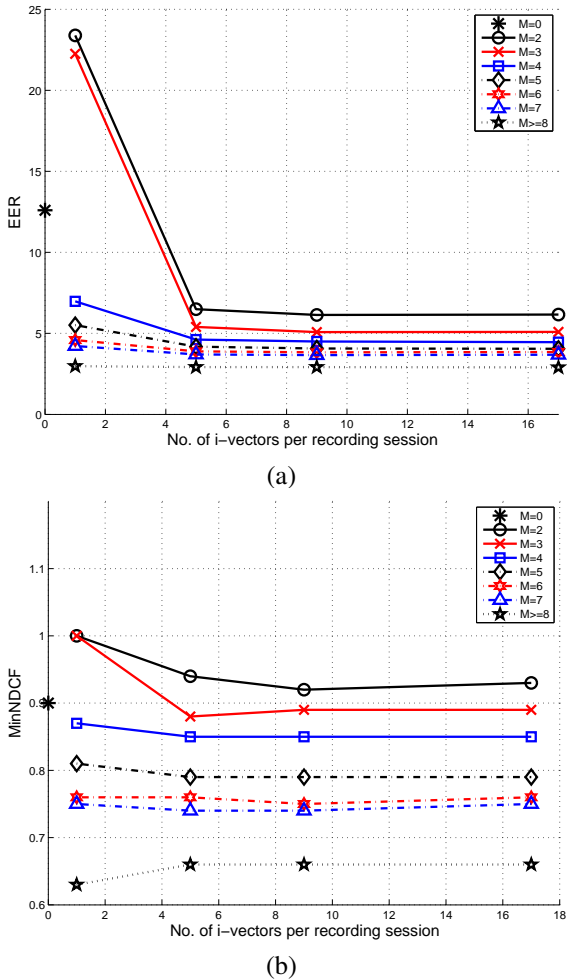 25
20
15
10
5
0
EER
0 2 4 6 8 10 12 14 16
No. of i−vectors per recording session
M=0
M=2
M=3
M=4
M=5
M=6
M=7
M>=8
(a)
1.1
1
0.9
0.8
0.7
0.6
MinNDCF
0 2 4 6 8 10 12 14 16 18
No. of i−vectors per recording session
M=0
M=2
M=3
M=4
M=5
M=6
M=7
M>=8
(b)